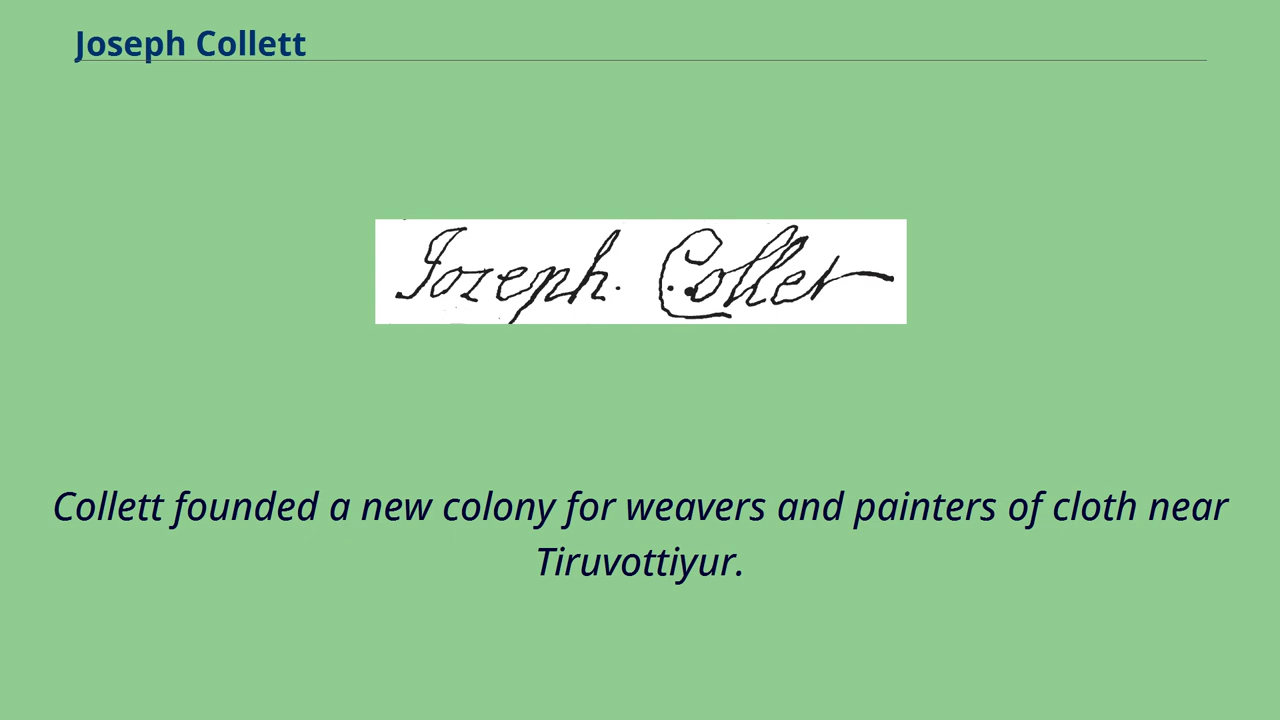 Joseph Collett
Joseph. Collet
Collett founded a new colony for weavers and painters of cloth near
Tiruvottiyur.